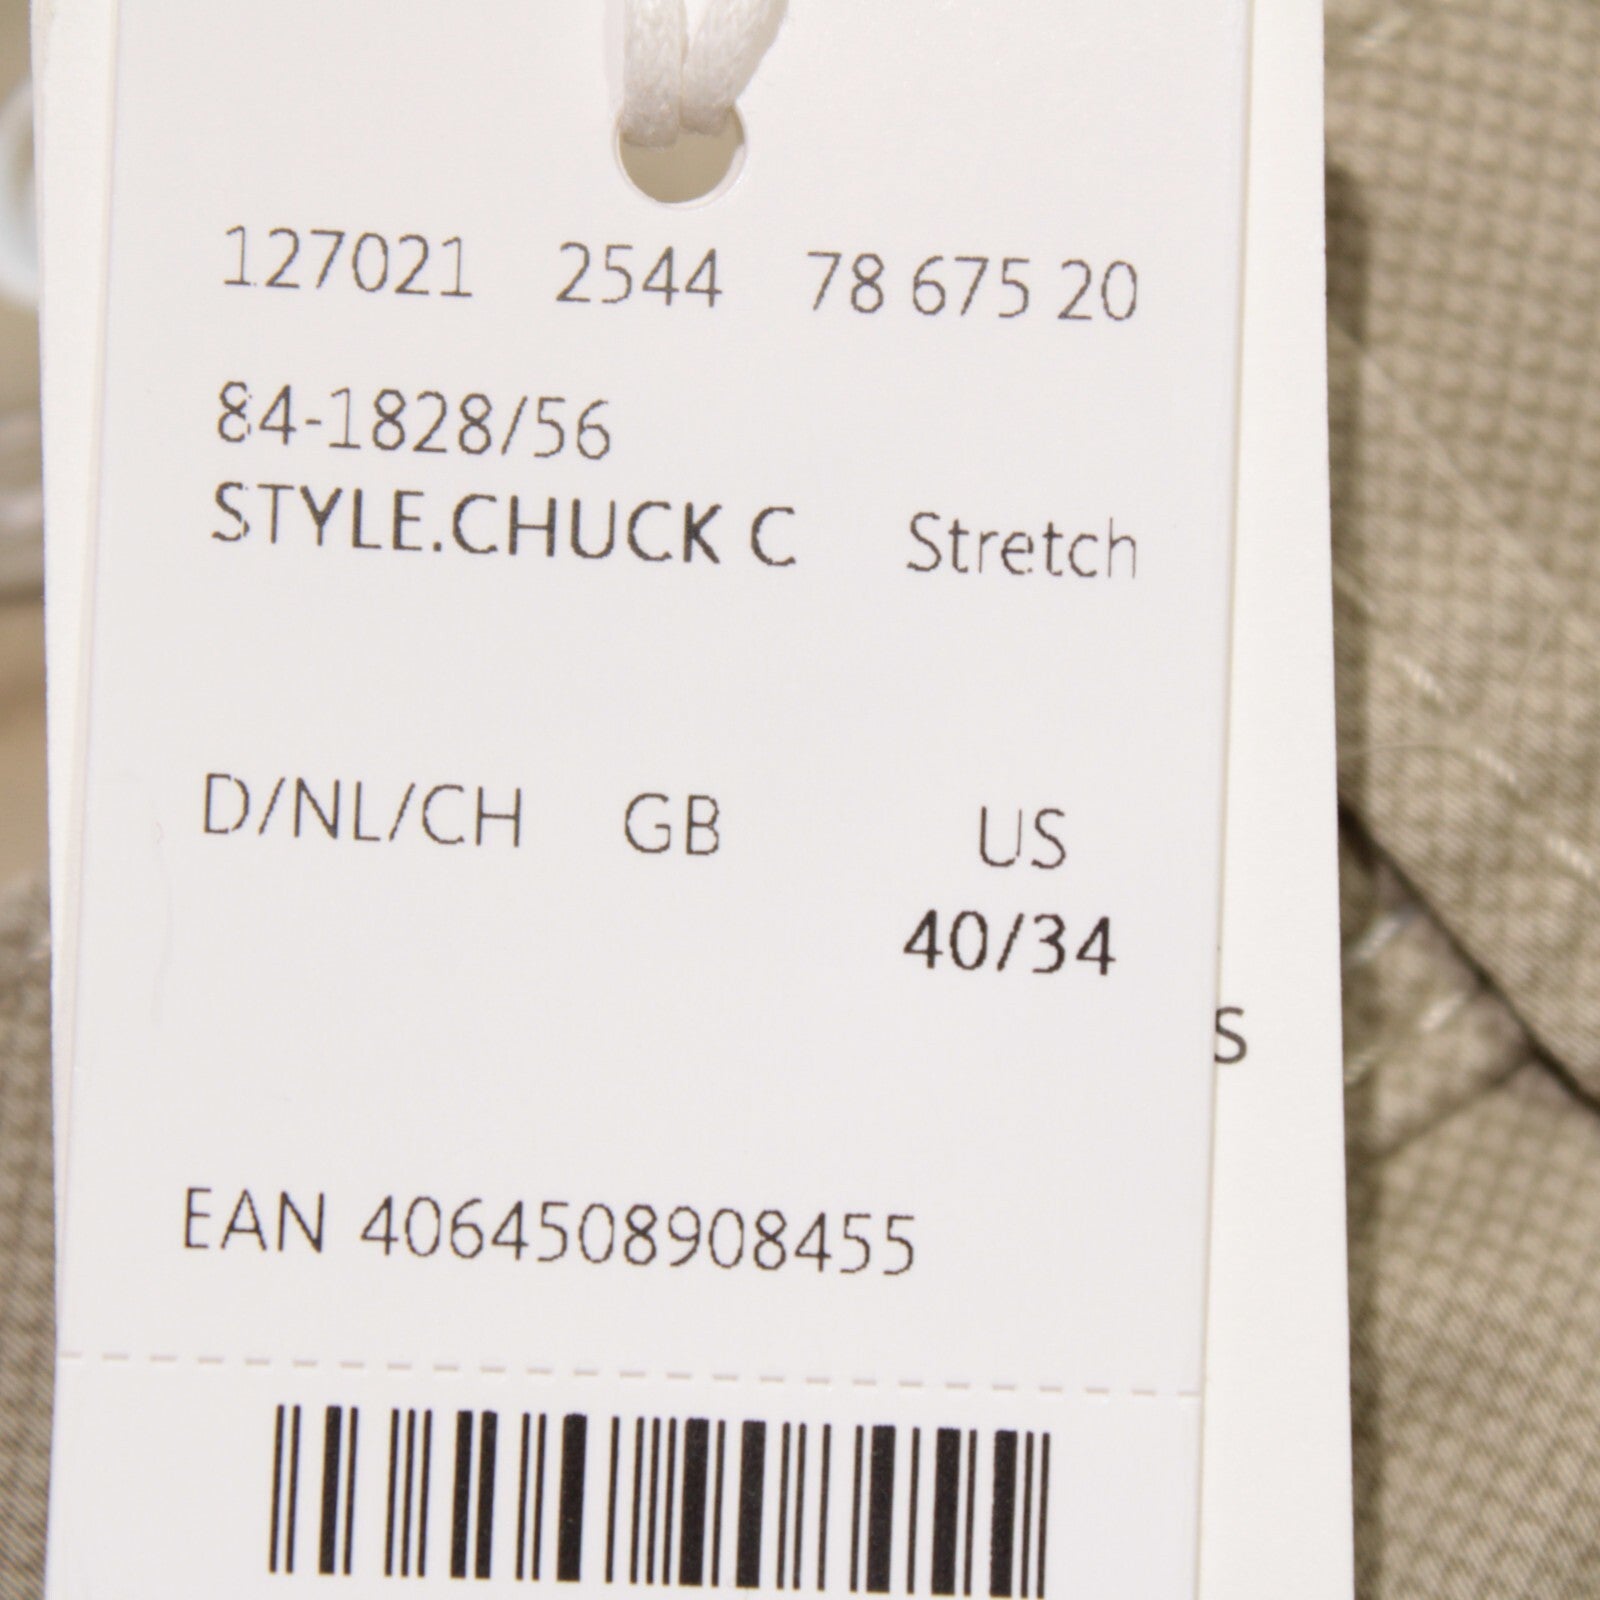 127021 2544 78 675 20
84-1828/56
STYLE.CHUCK C Stretch
D/NL/CH GB US
40/34
S
EAN 4064508908455